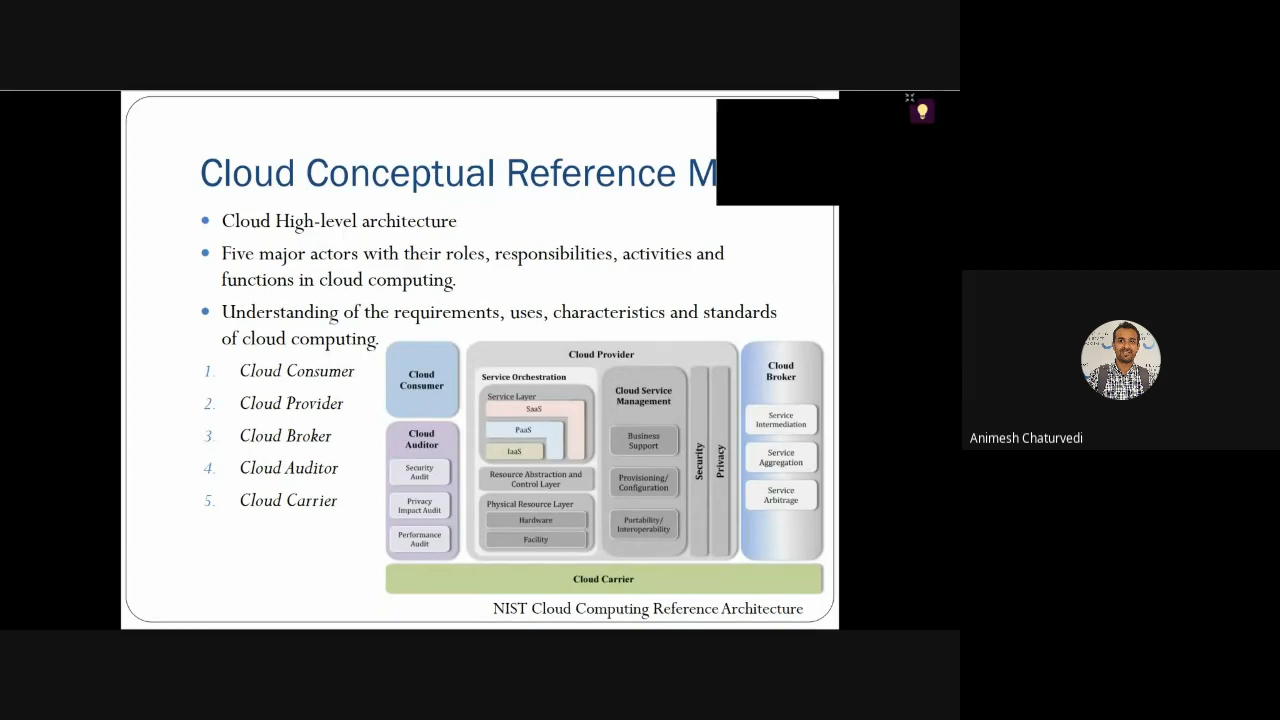 Cloud Conceptual Reference M
Cloud High-level architecture
Five major actors with their roles, responsibilities, activities and
functions in cloud computing.
Understanding of the requirements, uses, characteristics and standards
of cloud computing.
1. Cloud Consumer
2. Cloud Provider
3. Cloud Broker
4. Cloud Auditor
5. Cloud Carrier
Cloud
Consumer
Cloud
Auditor
Security
Audit
Privacy
Impact Audit
Performance
Audit
Cloud Provider
Service Orchestration
Service Layer
SaaS
PaaS
IaaS
Resource Abstraction and
Control Layer
Physical Resource Layer
Hardware
Facility
Cloud Service
Management
Business
Support
Provisioning/
Configuration
Portability/
Interoperability
Security
Privacy
Cloud
Broker
Service
Intermediation
Service
Aggregation
Service
Arbitrage
Cloud Carrier
NIST Cloud Computing Reference Architecture
Animesh Chaturvedi